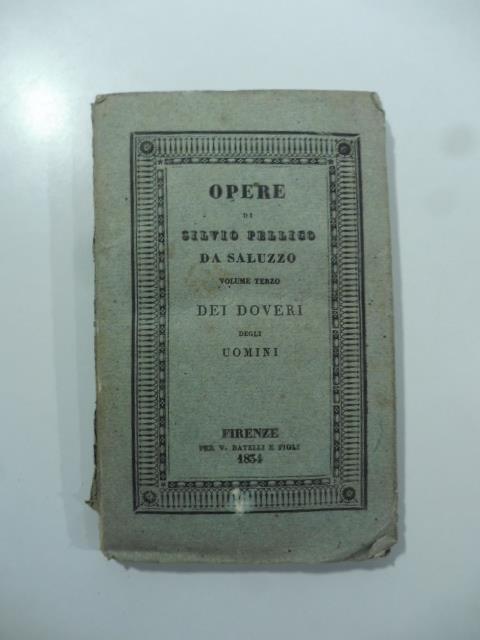 OPERE
DI
SILVIO PELLICO
DA SALUZZO
VOLUME TERZO
DEI DOVERI
DEGLI
UOMINI
FIRENZE
PER V. BATELLI E FIGLI
1834